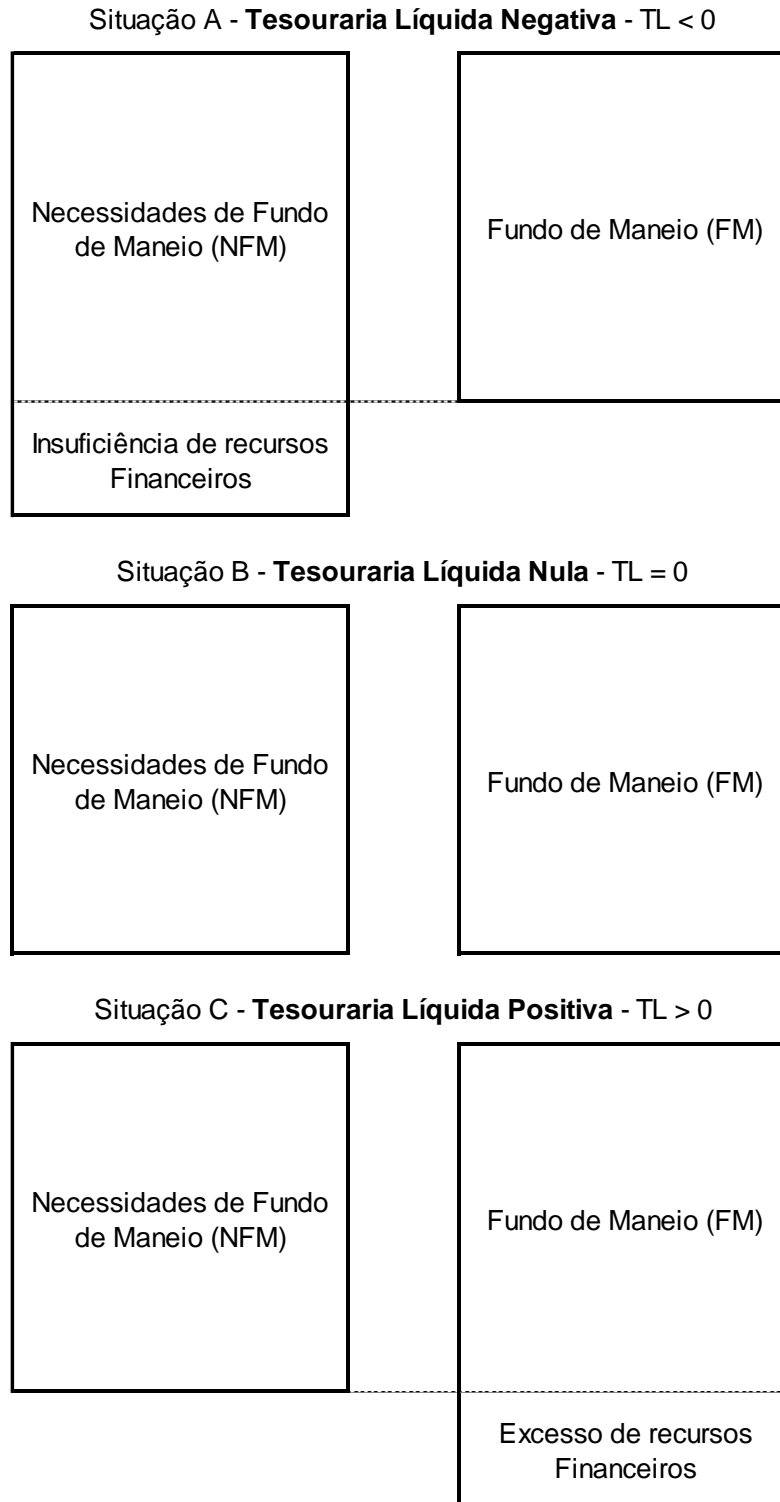 Situação A - Tesouraria Líquida Negativa - TL < 0
Necessidades de Fundo
de Maneio (NFM)
Fundo de Maneio (FM)
Insuficiência de recursos
Financeiros
Situação B - Tesouraria Líquida Nula - TL = 0
Necessidades de Fundo
de Maneio (NFM)
Fundo de Maneio (FM)
Situação C - Tesouraria Líquida Positiva - TL > 0
Necessidades de Fundo
de Maneio (NFM)
Fundo de Maneio (FM)
Excesso de recursos
Financeiros